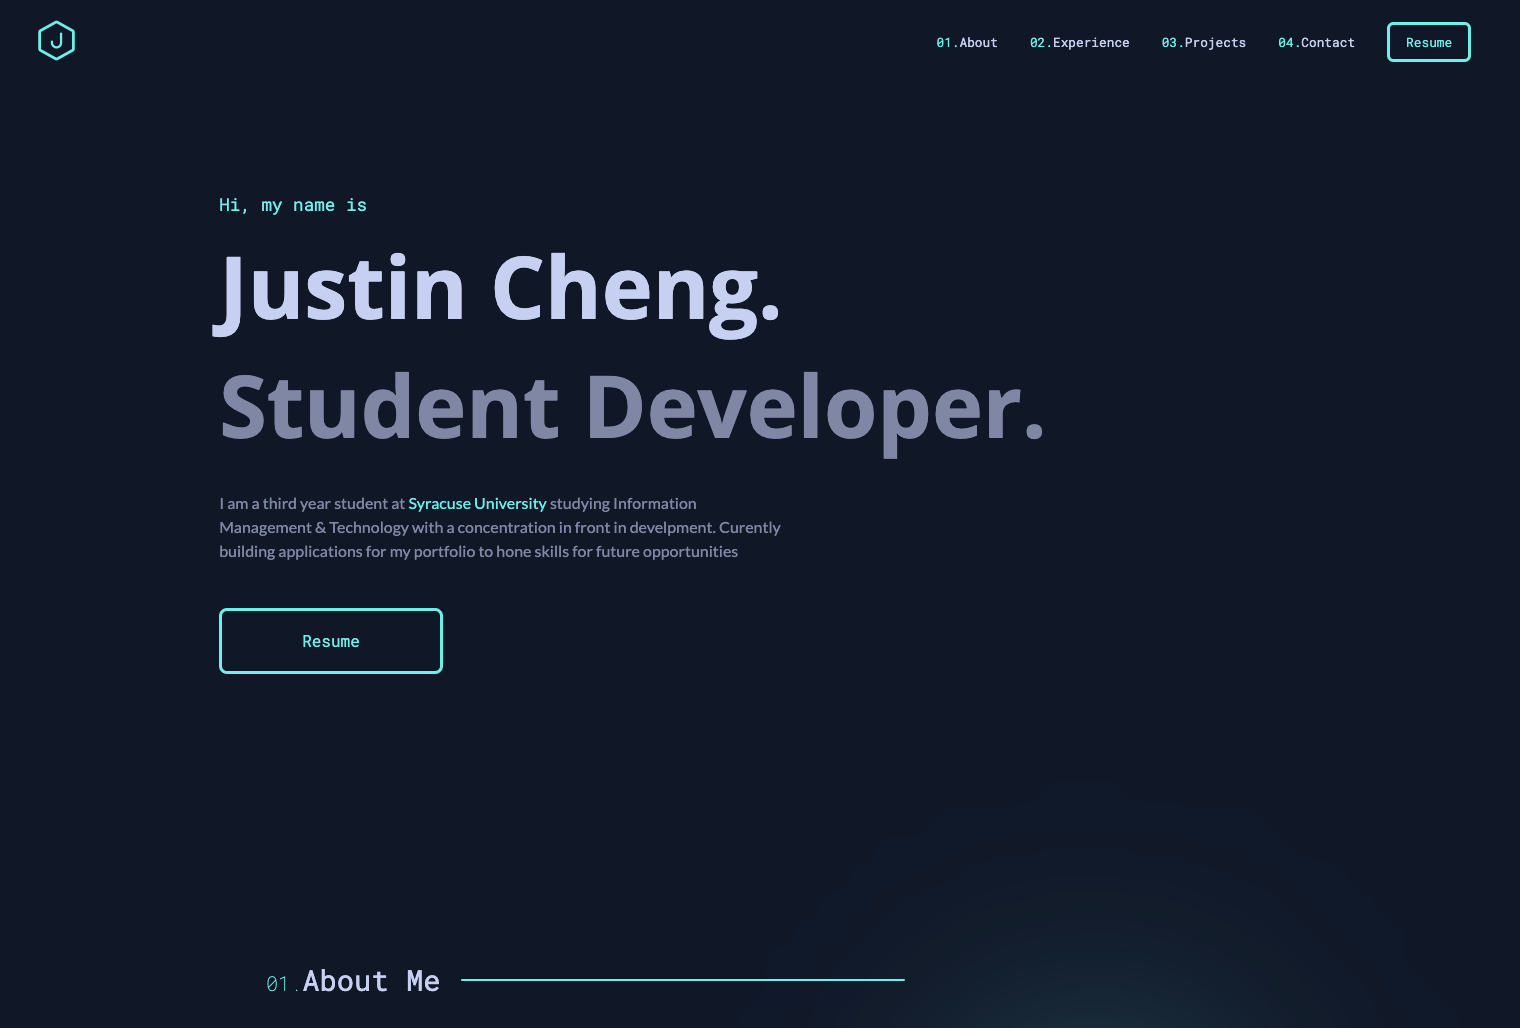 J
01.About 02.Experience 03.Projects 04.Contact Resume
Hi, my name is
Justin Cheng.
Student Developer.
I am a third year student at Syracuse University studying Information
Management & Technology with a concentration in front in develpment. Curently
building applications for my portfolio to hone skills for future opportunities
Resume
01.About Me